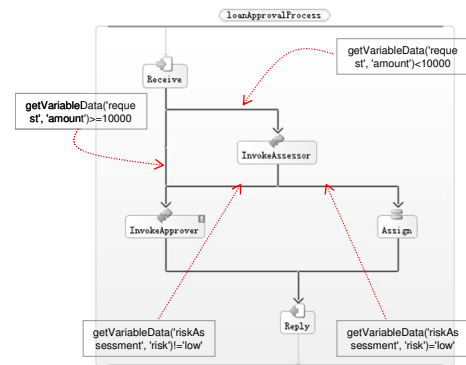 loanApprovalProcess
getVariableData('reque
st', 'amount')<10000
Receive
getVariableData('reque
st', 'amount')>=10000
InvokeAssessor
InvokeApprover
Assign
Reply
getVariableData('riskAs
sessment', 'risk')!='low'
getVariableData('riskAs
sessment', 'risk')='low'